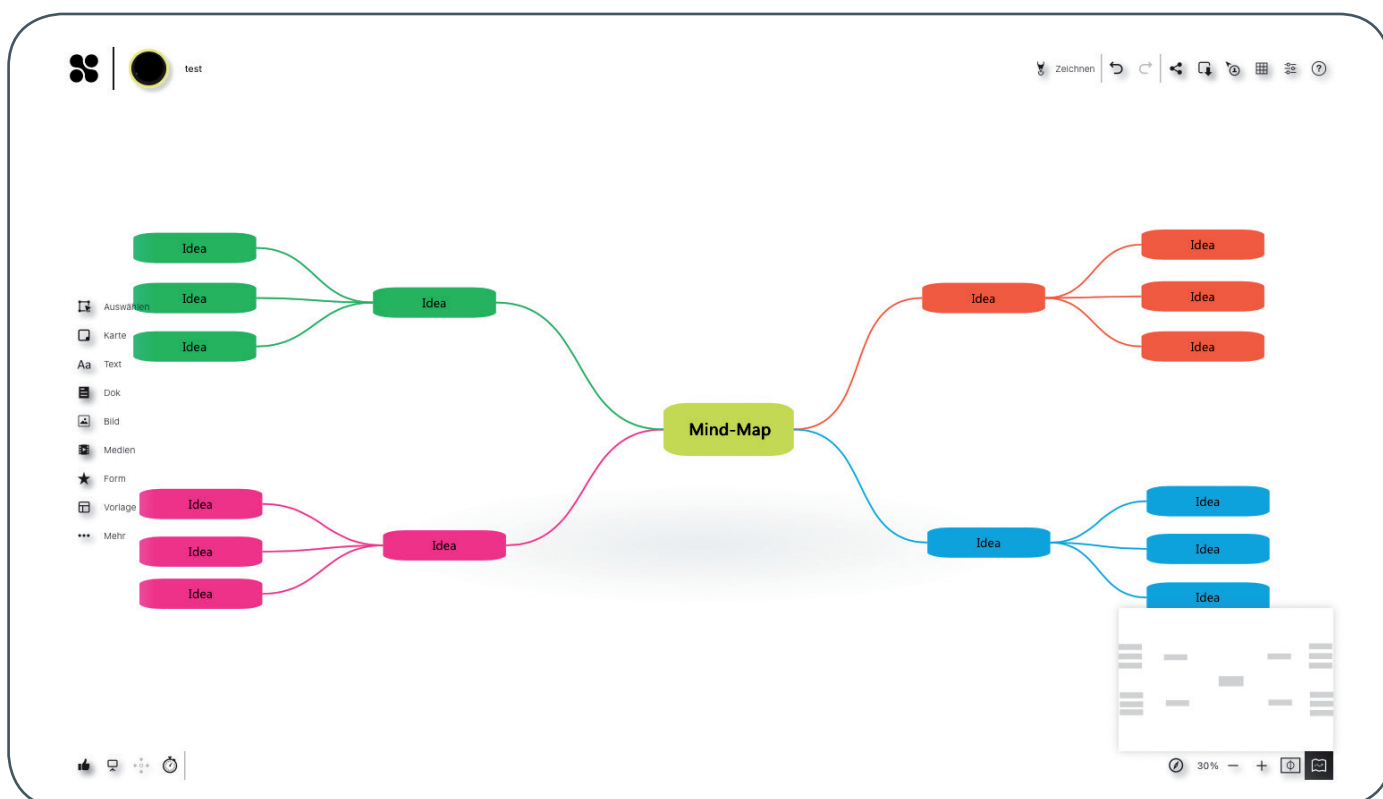 test
Zeichnen
Idea
Idea
Idea
Idea
Idea
Idea
Idea
Idea
Auswählen
Karte
Text
Aa
Dok
Bild
Medien
Form
Vorlage
Mehr
Mind-Map
Idea
Idea
Idea
Idea
Idea
Idea
Idea
Idea
30%